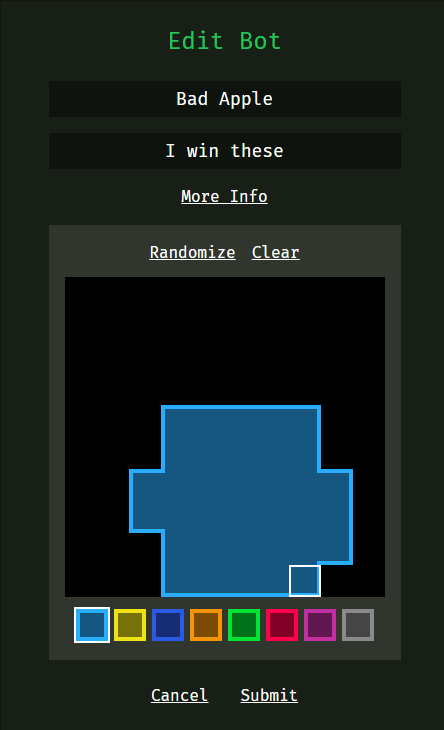 Edit Bot
Bad Apple
I win these
More Info
Randomize Clear
Cancel Submit